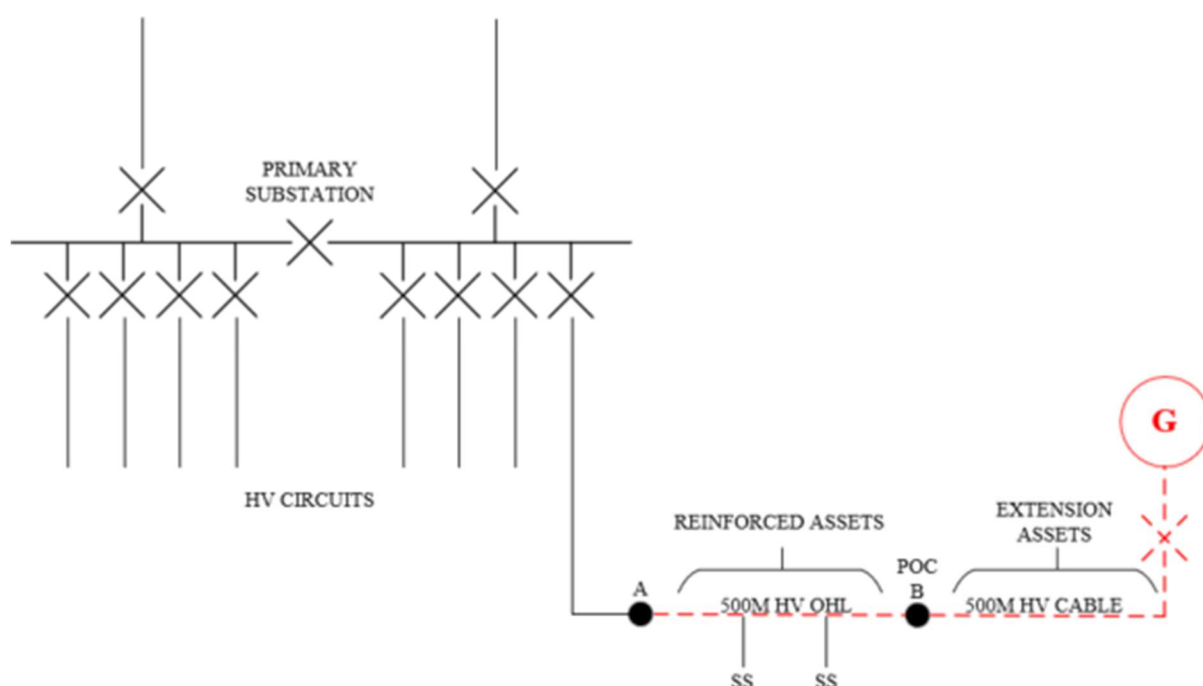 PRIMARY
SUBSTATION
HV CIRCUITS
G
REINFORCED ASSETS
EXTENSION
ASSETS
A
500M HV OHL
POC
B
500M HV CABLE
SS
SS